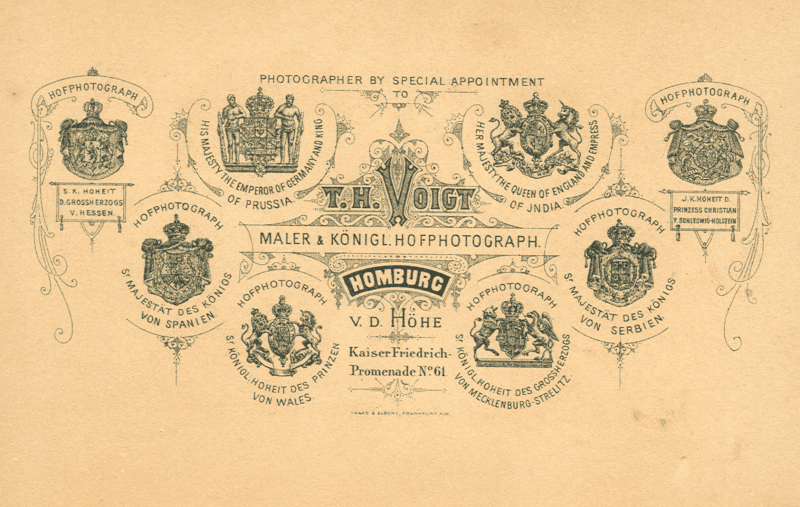 PHOTOGRAPHER BY SPECIAL APPOINTMENT
TO
HOFPHOTOGRAPH
S. K. HOHEIT
D. GROSSHERZOGS
V. HESSEN.
HIS MAJESTY THE EMPEROR OF GERMANY AND KING
OF PRUSSIA
HER MAJESTY THE QUEEN OF ENGLAND AND EMPRESS
OF JNDIA
HOFPHOTOGRAPH
J. K. HOHEIT D.
PRINZESS CHRISTIAN
V. SCHLESWIG-HOLSTEIN
T. H. VOIGT
MALER & KÖNIGL. HOFPHOTOGRAPH.
HOMBURG
V. D. HÖHE
Kaiser Friedrich-
Promenade No. 61
HOFPHOTOGRAPH
Sr MAJESTÄT DES KÖNIGS
VON SPANIEN
HOFPHOTOGRAPH
Sr KÖNIGL. HOHEIT DES PRINZEN
VON WALES
HOFPHOTOGRAPH
Sr KÖNIGL. HOHEIT DES GROSSHERZOGS
VON MECKLENBURG-STRELITZ.
HOFPHOTOGRAPH
Sr MAJESTÄT DES KÖNIGS
VON SERBIEN.
HAAKE & ALBERS, FRANKFURT A/M.